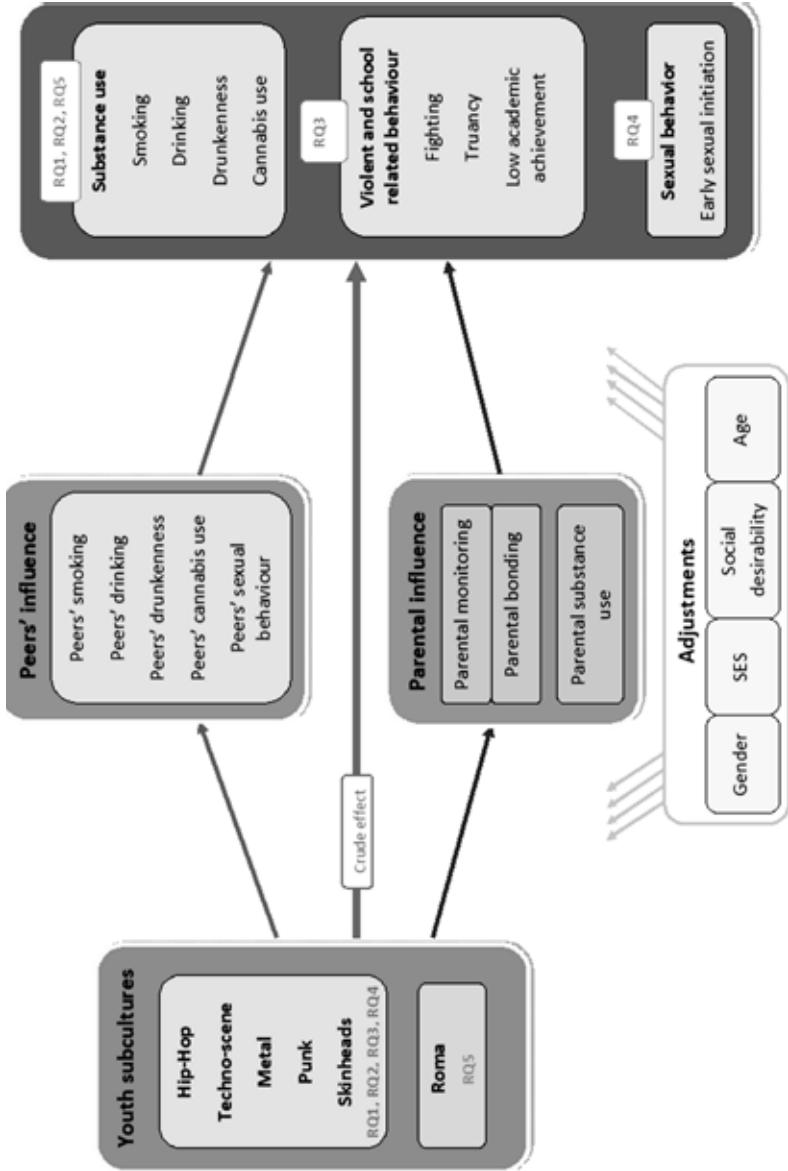 Youth subcultures
Hip-Hop
Techno-scene
Metal
Punk
Skinheads
RQ1, RQ2, RQ3, RQ4
Roma
RQ5
Crude effect
Peers' influence
Peers' smoking
Peers' drinking
Peers' drunkenness
Peers' cannabis use
Peers' sexual
behaviour
Parental influence
Parental monitoring
Parental bonding
Parental substance
use
Adjustments
Gender
SES
Social
desirability
Age
RQ1, RQ2, RQ5
Substance use
Smoking
Drinking
Drunkenness
Cannabis use
RQ3
Violent and school
related behaviour
Fighting
Truancy
Low academic
achievement
RQ4
Sexual behavior
Early sexual initiation